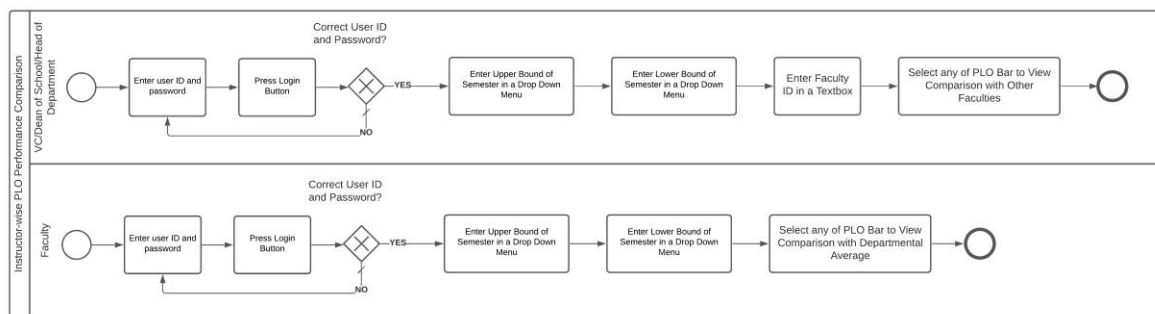 Instructor-wise PLO Performance Comparison
VC/Dean of School/Head of
Department
Correct User ID
and Password?
Enter user ID and
password
Press Login
Button
YES
NO
Enter Upper Bound of
Semester in a Drop Down
Menu
Enter Lower Bound of
Semester in a Drop Down
Menu
Enter Faculty
ID in a Textbox
Select any of PLO Bar to View
Comparison with Other
Faculties
Faculty
Correct User ID
and Password?
Enter user ID and
password
Press Login
Button
YES
NO
Enter Upper Bound of
Semester in a Drop Down
Menu
Enter Lower Bound of
Semester in a Drop Down
Menu
Select any of PLO Bar to View
Comparison with Departmental
Average